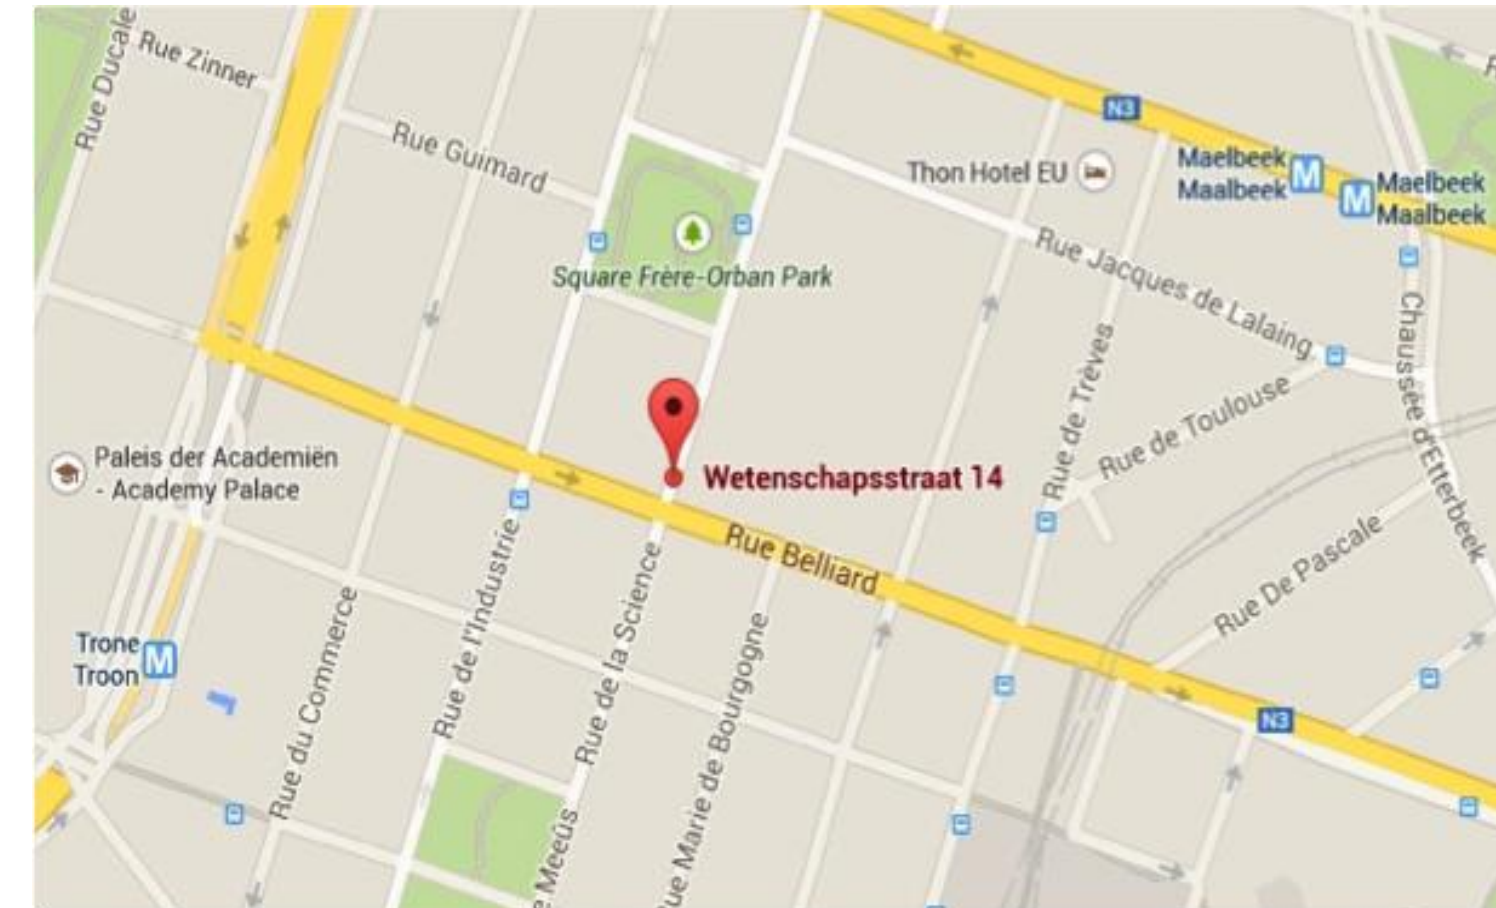 Rue Ducale
Rue Zinner
Rue Guimard
N3
Thon Hotel EU
Maelbeek
Maalbeek
Maelbeek
Maalbeek
Square Frère-Orban Park
Rue Jacques de Lalaing
Chaussée d'Etterbeek
Rue de Trèves
Rue de Toulouse
Paleis der Academiën
- Academy Palace
Wetenschapsstraat 14
Rue Belliard
Rue De Pascale
Rue de l'Industrie
Rue de la Science
Rue du Commerce
Rue Marie de Bourgogne
Trone
Troon
N3
Meeûs